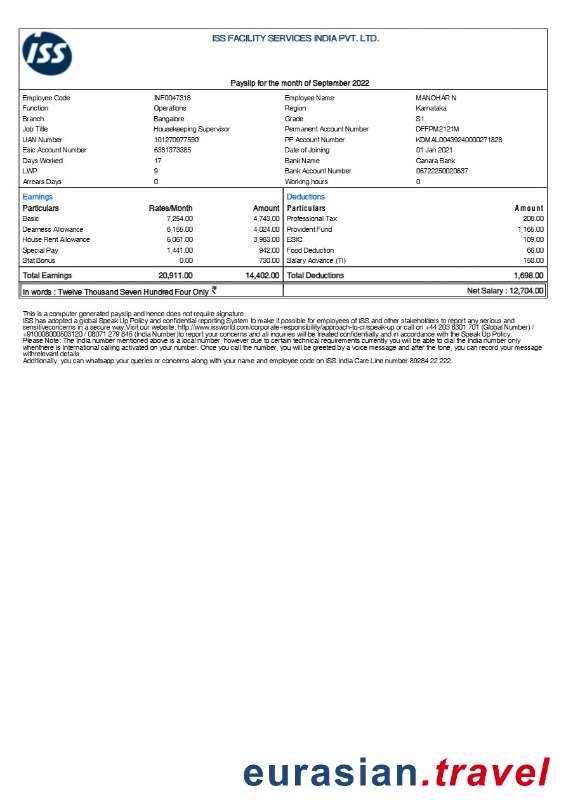 ISS
ISS FACILITY SERVICES INDIA PVT. LTD.
Payslip for the month of September 2022
Employee Code INF0047318 Employee Name MANOHAR N
Function Operations Region Karnataka
Branch Bangalore Grade S1
Job Title Housekeeping Supervisor Permanent Account Number DFFPM2121M
UAN Number 101270977590 PF Account Number KDMAL00439240000271828
Esic Account Number 6381373385 Date of Joining 01 Jan 2021
Days Worked 17 Bank Name Canara Bank
LWP 9 Bank Account Number 06722250020637
Arrears Days 0 Working hours 0
Earnings Deductions
Particulars Rates/Month Amount Particulars Amount
Basic 7,254.00 4,743.00 Professional Tax 208.00
Dearness Allowance 6,155.00 4,024.00 Provident Fund 1,165.00
House Rent Allowance 6,061.00 3,963.00 ESIC 109.00
Special Pay 1,441.00 942.00 Food Deduction 66.00
Stat Bonus 0.00 730.00 Salary Advance (TI) 150.00
Total Earnings 20,911.00 14,402.00 Total Deductions 1,698.00
In words : Twelve Thousand Seven Hundred Four Only ₹ Net Salary : 12,704.00
This is a computer generated payslip and hence does not require signature.
ISS has adopted a global Speak Up Policy and confidential reporting System to make it possible for employees of ISS and other stakeholders to report any serious and
sensitiveconcerns in a secure way.Visit our website: http://www.issworld.com/corporate-responsibility/approach-to-cr/speak-up or call on +44 203 6301 701 (Global Number) /
+910008000503120 / 08071 279 845 (India Number)to report your concerns and all inquiries will be treated confidentially and in accordance with the Speak Up Policy.
Please Note: The India number mentioned above is a local number, however due to certain technical requirements currently you will be able to dial the India number only
whenthere is International calling activated on your number. Once you call the number, you will be greeted by a voice message and after the tone, you can record your message
withrelevant details.
Additionally, you can whatsapp your queries or concerns along with your name and employee code on ISS India Care Line number 89284 22 222.
eurasian.travel